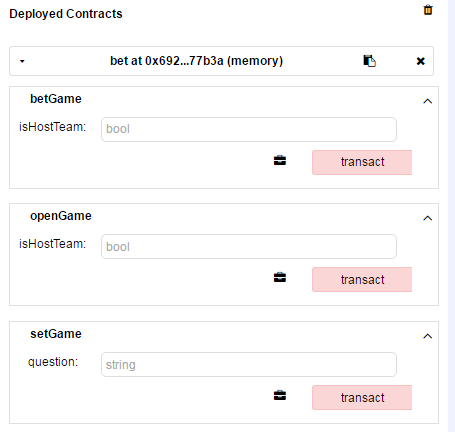 Deployed Contracts
bet at 0x692...77b3a (memory)
betGame
isHostTeam: bool
transact
openGame
isHostTeam: bool
transact
setGame
question: string
transact